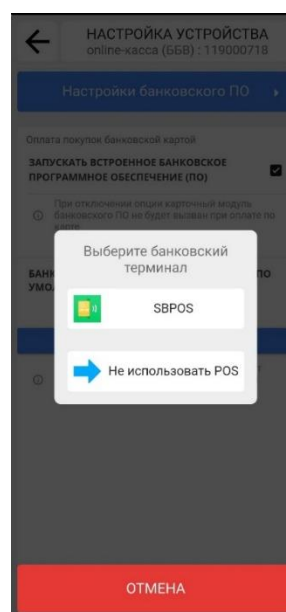 НАСТРОЙКА УСТРОЙСТВА
online-касса (ББВ) : 119000718
Настройки банковского ПО
Оплата покупок банковской картой
ЗАПУСКАТЬ ВСТРОЕННОЕ БАНКОВСКОЕ
ПРОГРАММНОЕ ОБЕСПЕЧЕНИЕ (ПО)
При отключении опции карточный модуль
банковского ПО не будет вызван при оплате по
карте
Выберите банковский
терминал
SBPOS
Не использовать POS
ОТМЕНА